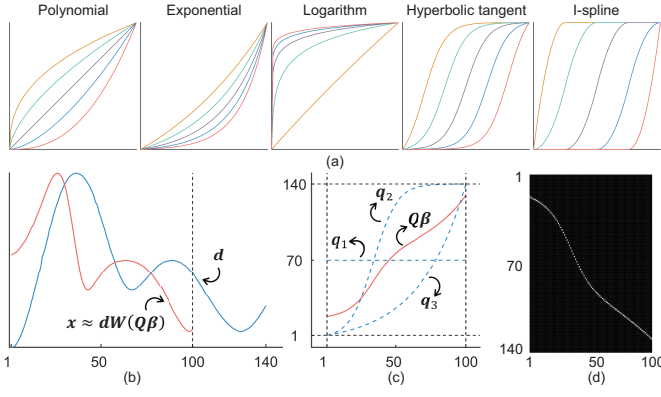 Polynomial Exponential Logarithm Hyperbolic tangent I-spline
(a)
d
x ≈ dW(Qβ)
1 50 100 140
(b)
140
70
1
q₂
Qβ
q₁
q₃
1 50 100
(c)
1
70
140
1 50 100
(d)